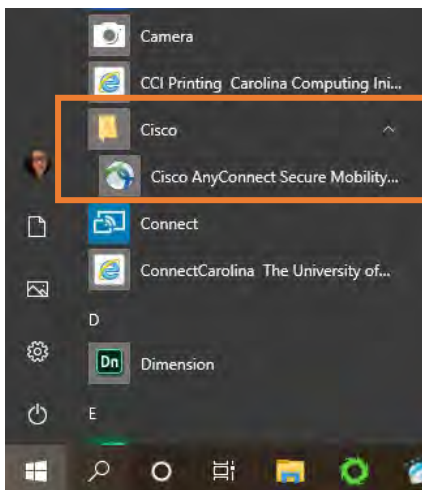 Camera
CCI Printing Carolina Computing Ini...
Cisco
Cisco AnyConnect Secure Mobility...
Connect
ConnectCarolina The University of...
D
Dn Dimension
E